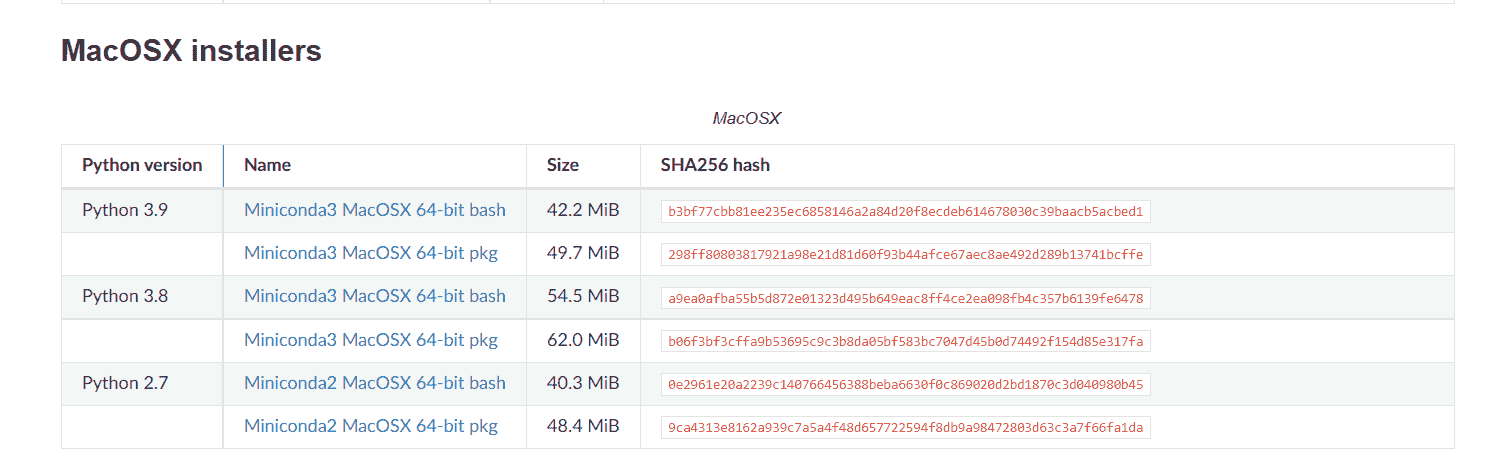 MacOSX installers
MacOSX
Python version Name Size SHA256 hash
Python 3.9 Miniconda3 MacOSX 64-bit bash 42.2 MiB b3bf77cbb81ee235ec6858146a2a84d20f8ecdeb614678030c39baacb5acbed1
Miniconda3 MacOSX 64-bit pkg 49.7 MiB 298ff80803817921a98e21d81d60f93b44afce67aec8ae492d289b13741bcffe
Python 3.8 Miniconda3 MacOSX 64-bit bash 54.5 MiB a9ea0afba55b5d872e01323d495b649eac8ff4ce2ea098fb4c357b6139fe6478
Miniconda3 MacOSX 64-bit pkg 62.0 MiB b06f3bf3cffa9b53695c9c3b8da05bf583bc7047d45b0d74492f154d85e317fa
Python 2.7 Miniconda2 MacOSX 64-bit bash 40.3 MiB 0e2961e20a2239c140766456388beba6630f0c869020d2bd1870c3d040980b45
Miniconda2 MacOSX 64-bit pkg 48.4 MiB 9ca4313e8162a939c7a5a4f48d657722594f8db9a98472803d63c3a7f66fa1da